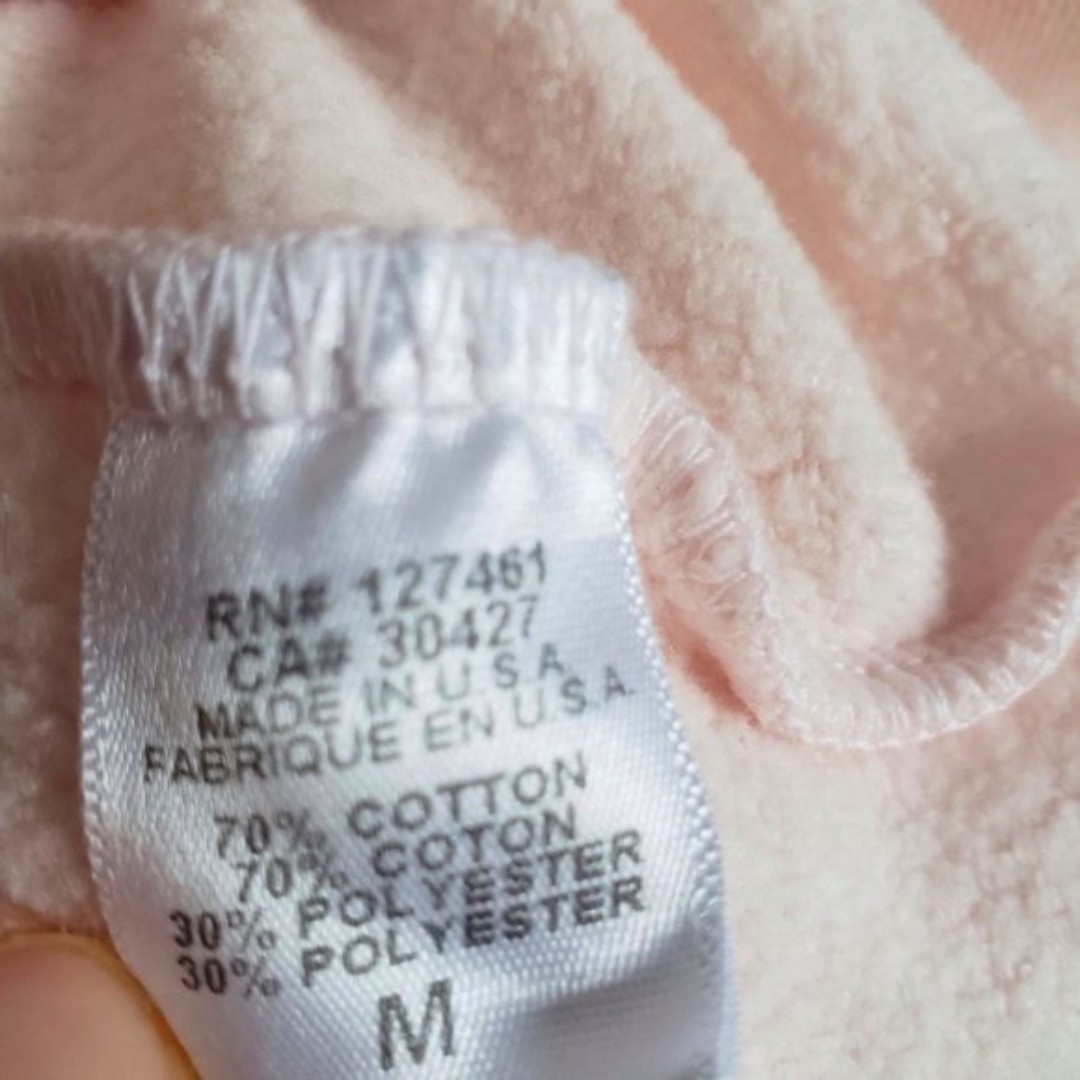 RN# 127461
CA# 30427
MADE IN U.S.A.
FABRIQUE EN U.S.A.
70% COTTON
70% COTON
30% POLYESTER
30% POLYESTER
M